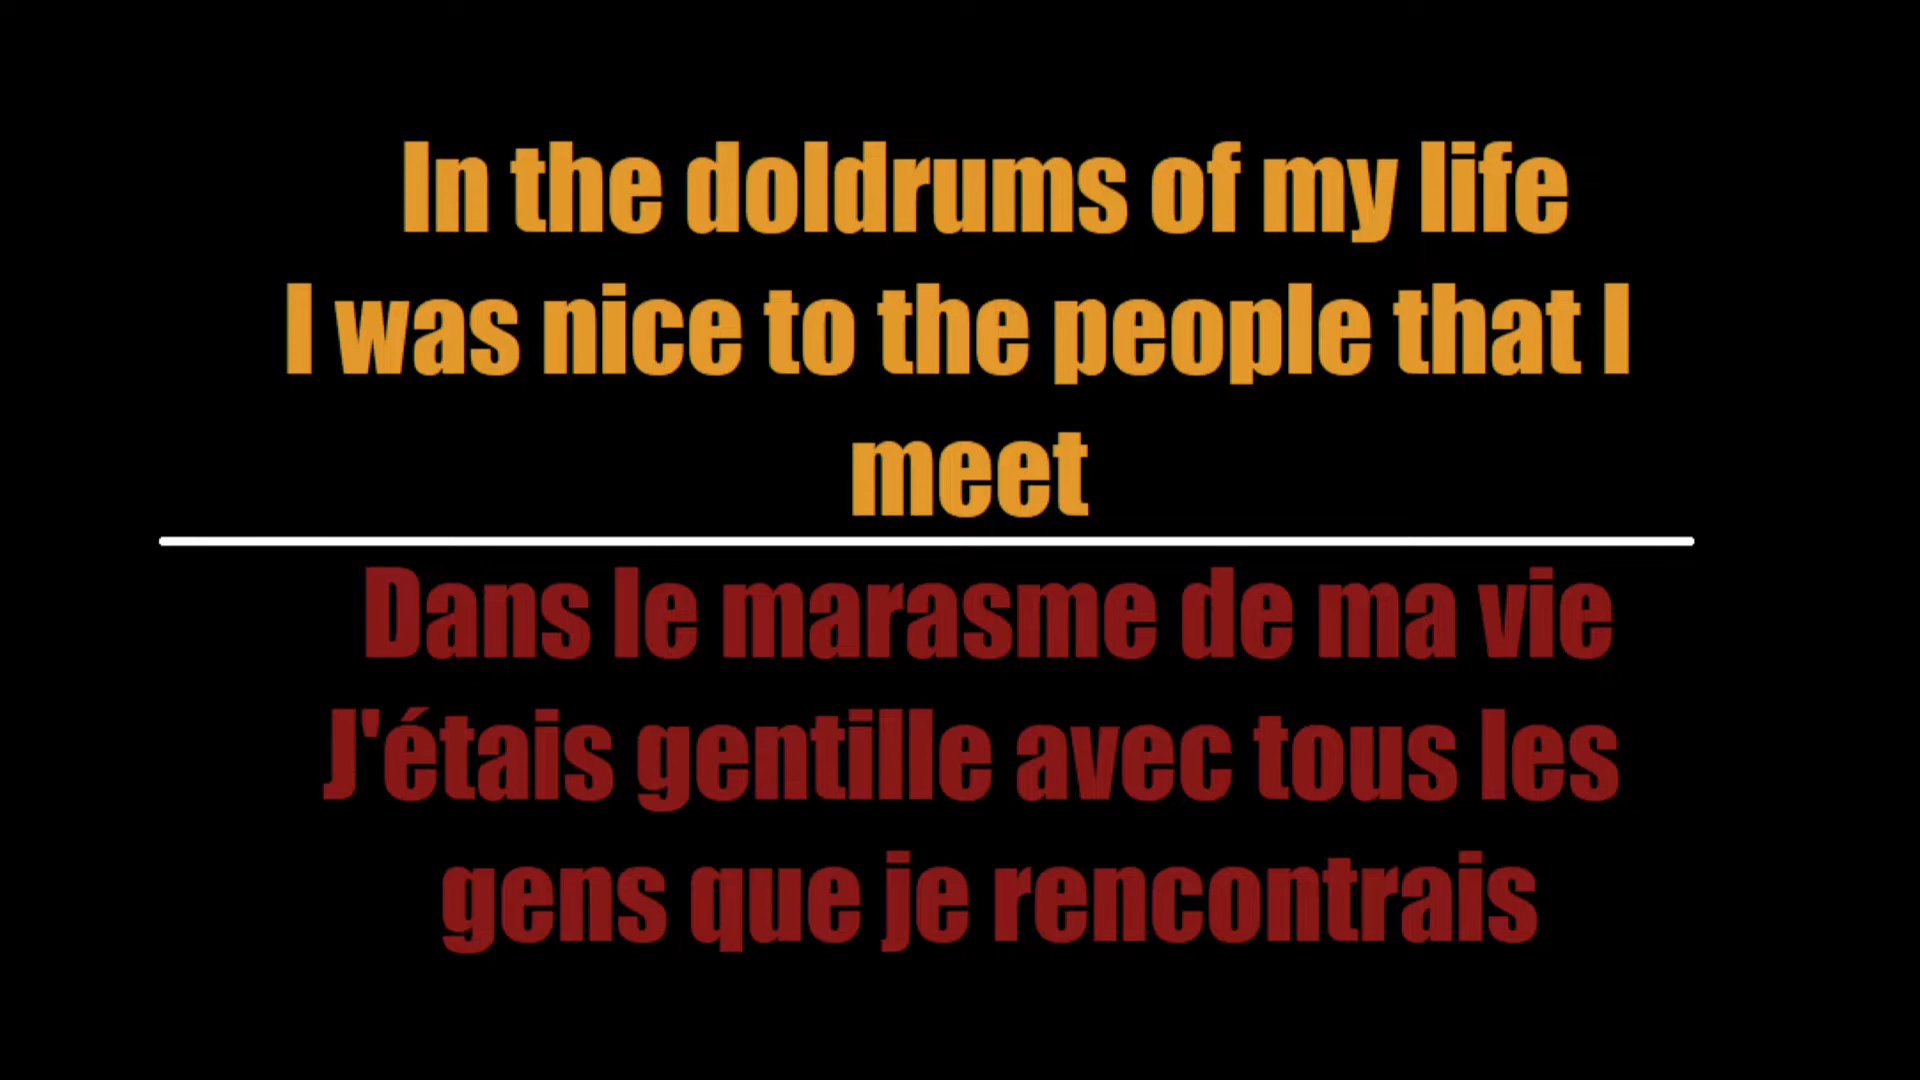 In the doldrums of my life
I was nice to the people that I
meet
Dans le marasme de ma vie
J'étais gentille avec tous les
gens que je rencontrais